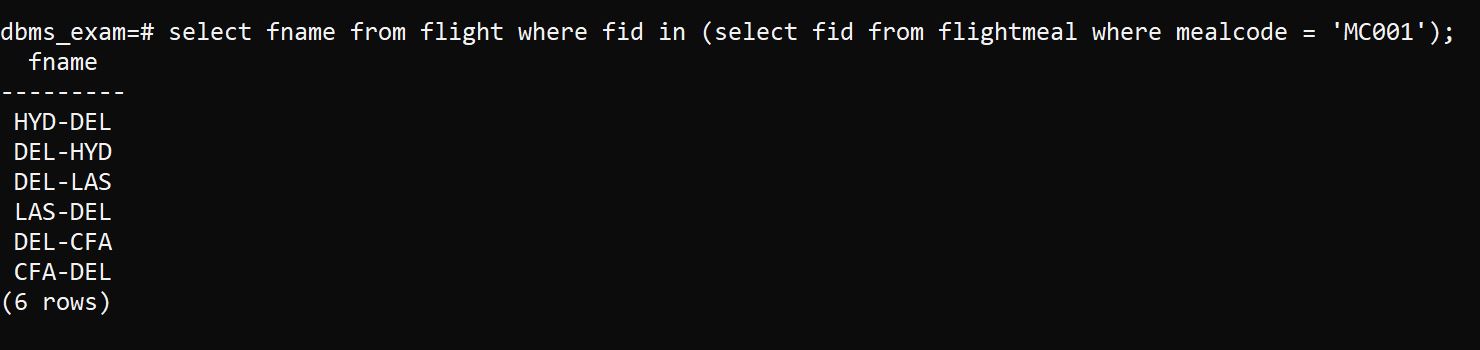 dbms_exam=# select fname from flight where fid in (select fid from flightmeal where mealcode = 'MC001');
fname
---------
HYD-DEL
DEL-HYD
DEL-LAS
LAS-DEL
DEL-CFA
CFA-DEL
(6 rows)